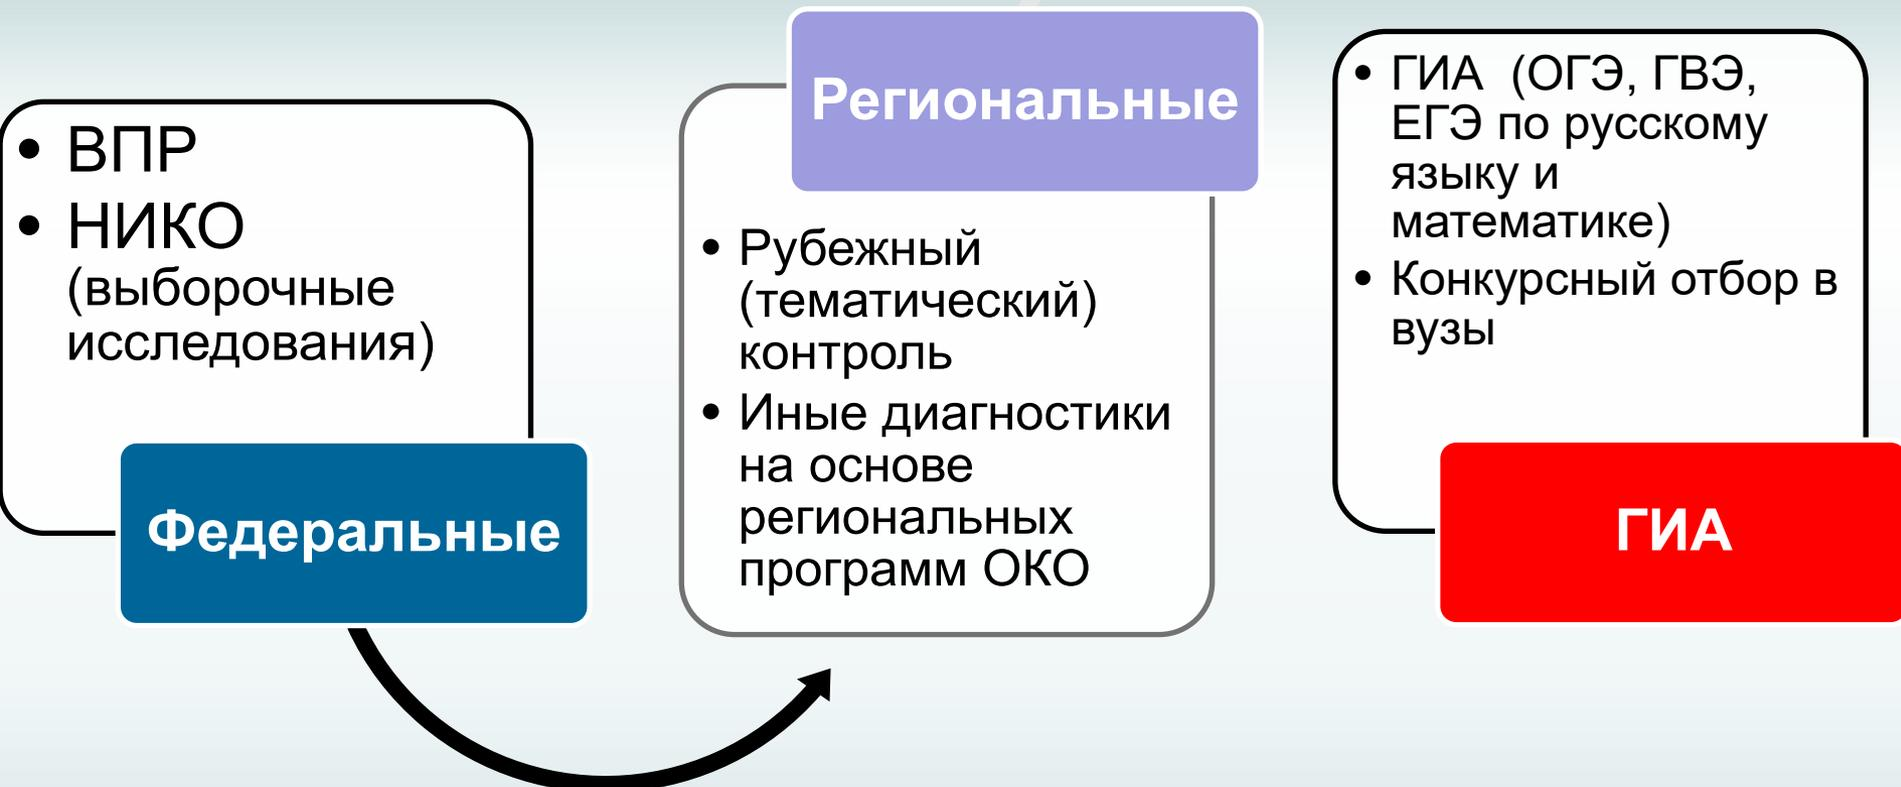 • ВПР
• НИКО
(выборочные
исследования)
Федеральные
Региональные
• Рубежный
(тематический)
контроль
• Иные диагностики
на основе
региональных
программ ОКО
• ГИА (ОГЭ, ГВЭ,
ЕГЭ по русскому
языку и
математике)
• Конкурсный отбор в
вузы
ГИА